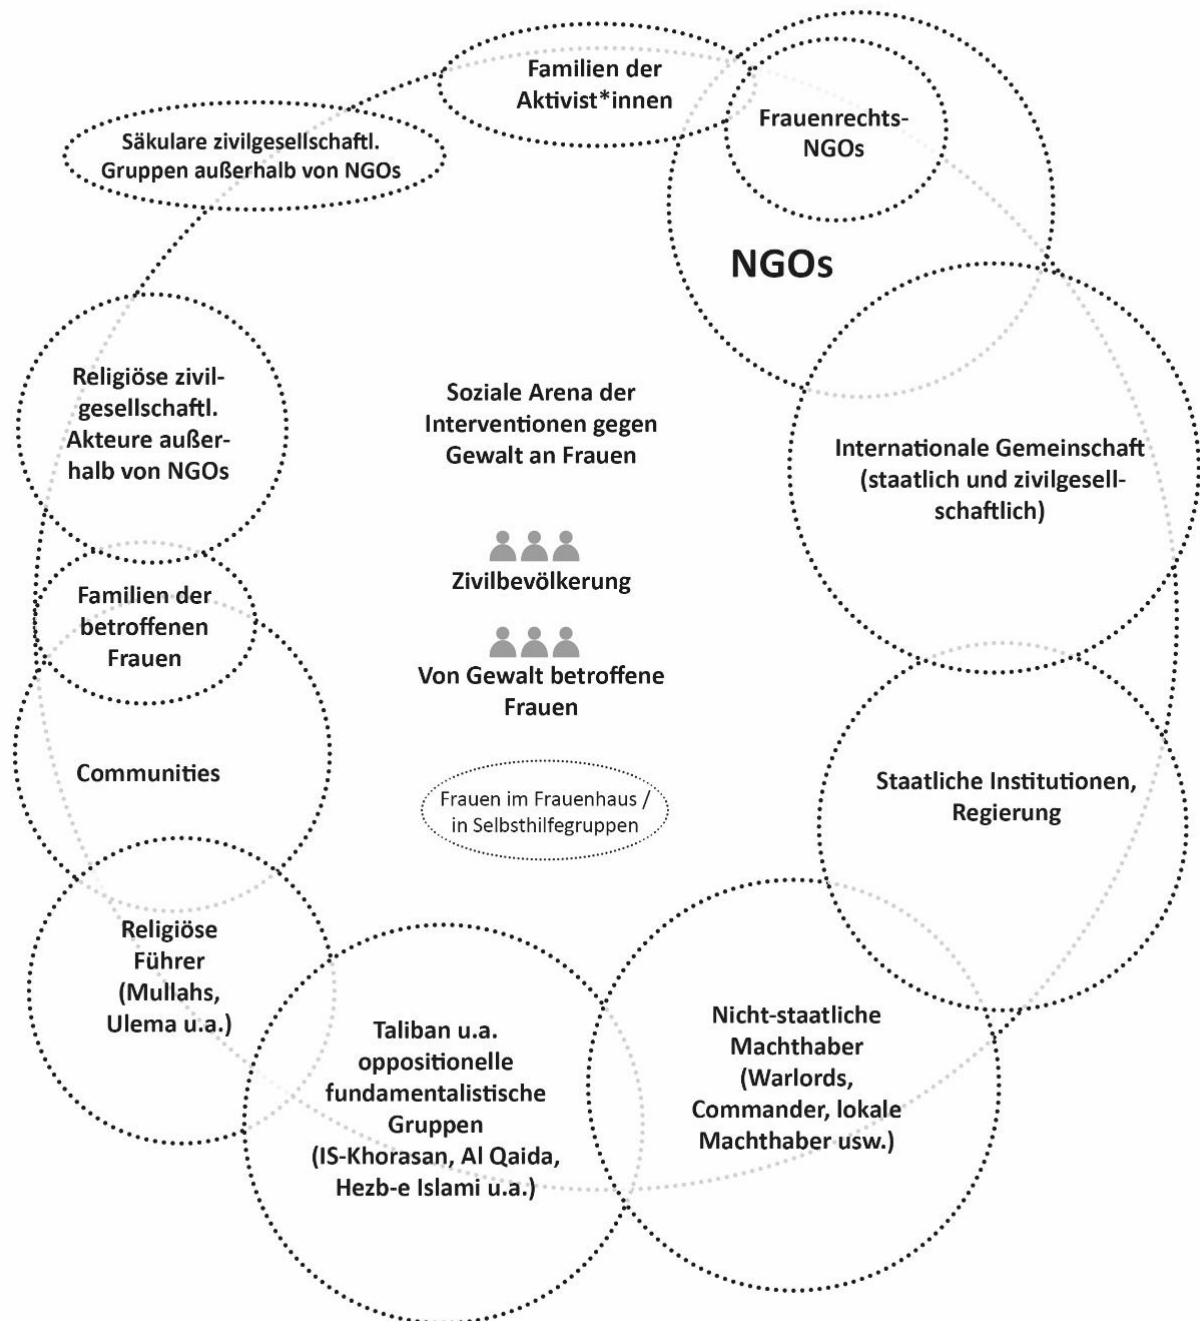 Familien der
Aktivist*innen
Frauenrechts-
NGOs
Säkulare zivilgesellschaftl.
Gruppen außerhalb von NGOs
NGOs
Religiöse zivil-
gesellschaftl.
Akteure außer-
halb von NGOs
Soziale Arena der
Interventionen gegen
Gewalt an Frauen
Internationale Gemeinschaft
(staatlich und zivilgesell-
schaftlich)
Zivilbevölkerung
Familien der
betroffenen
Frauen
Von Gewalt betroffene
Frauen
Communities
Frauen im Frauenhaus /
in Selbsthilfegruppen
Staatliche Institutionen,
Regierung
Religiöse
Führer
(Mullahs,
Ulema u.a.)
Taliban u.a.
oppositionelle
fundamentalistische
Gruppen
(IS-Khorasan, Al Qaida,
Hezb-e Islami u.a.)
Nicht-staatliche
Machthaber
(Warlords,
Commander, lokale
Machthaber usw.)